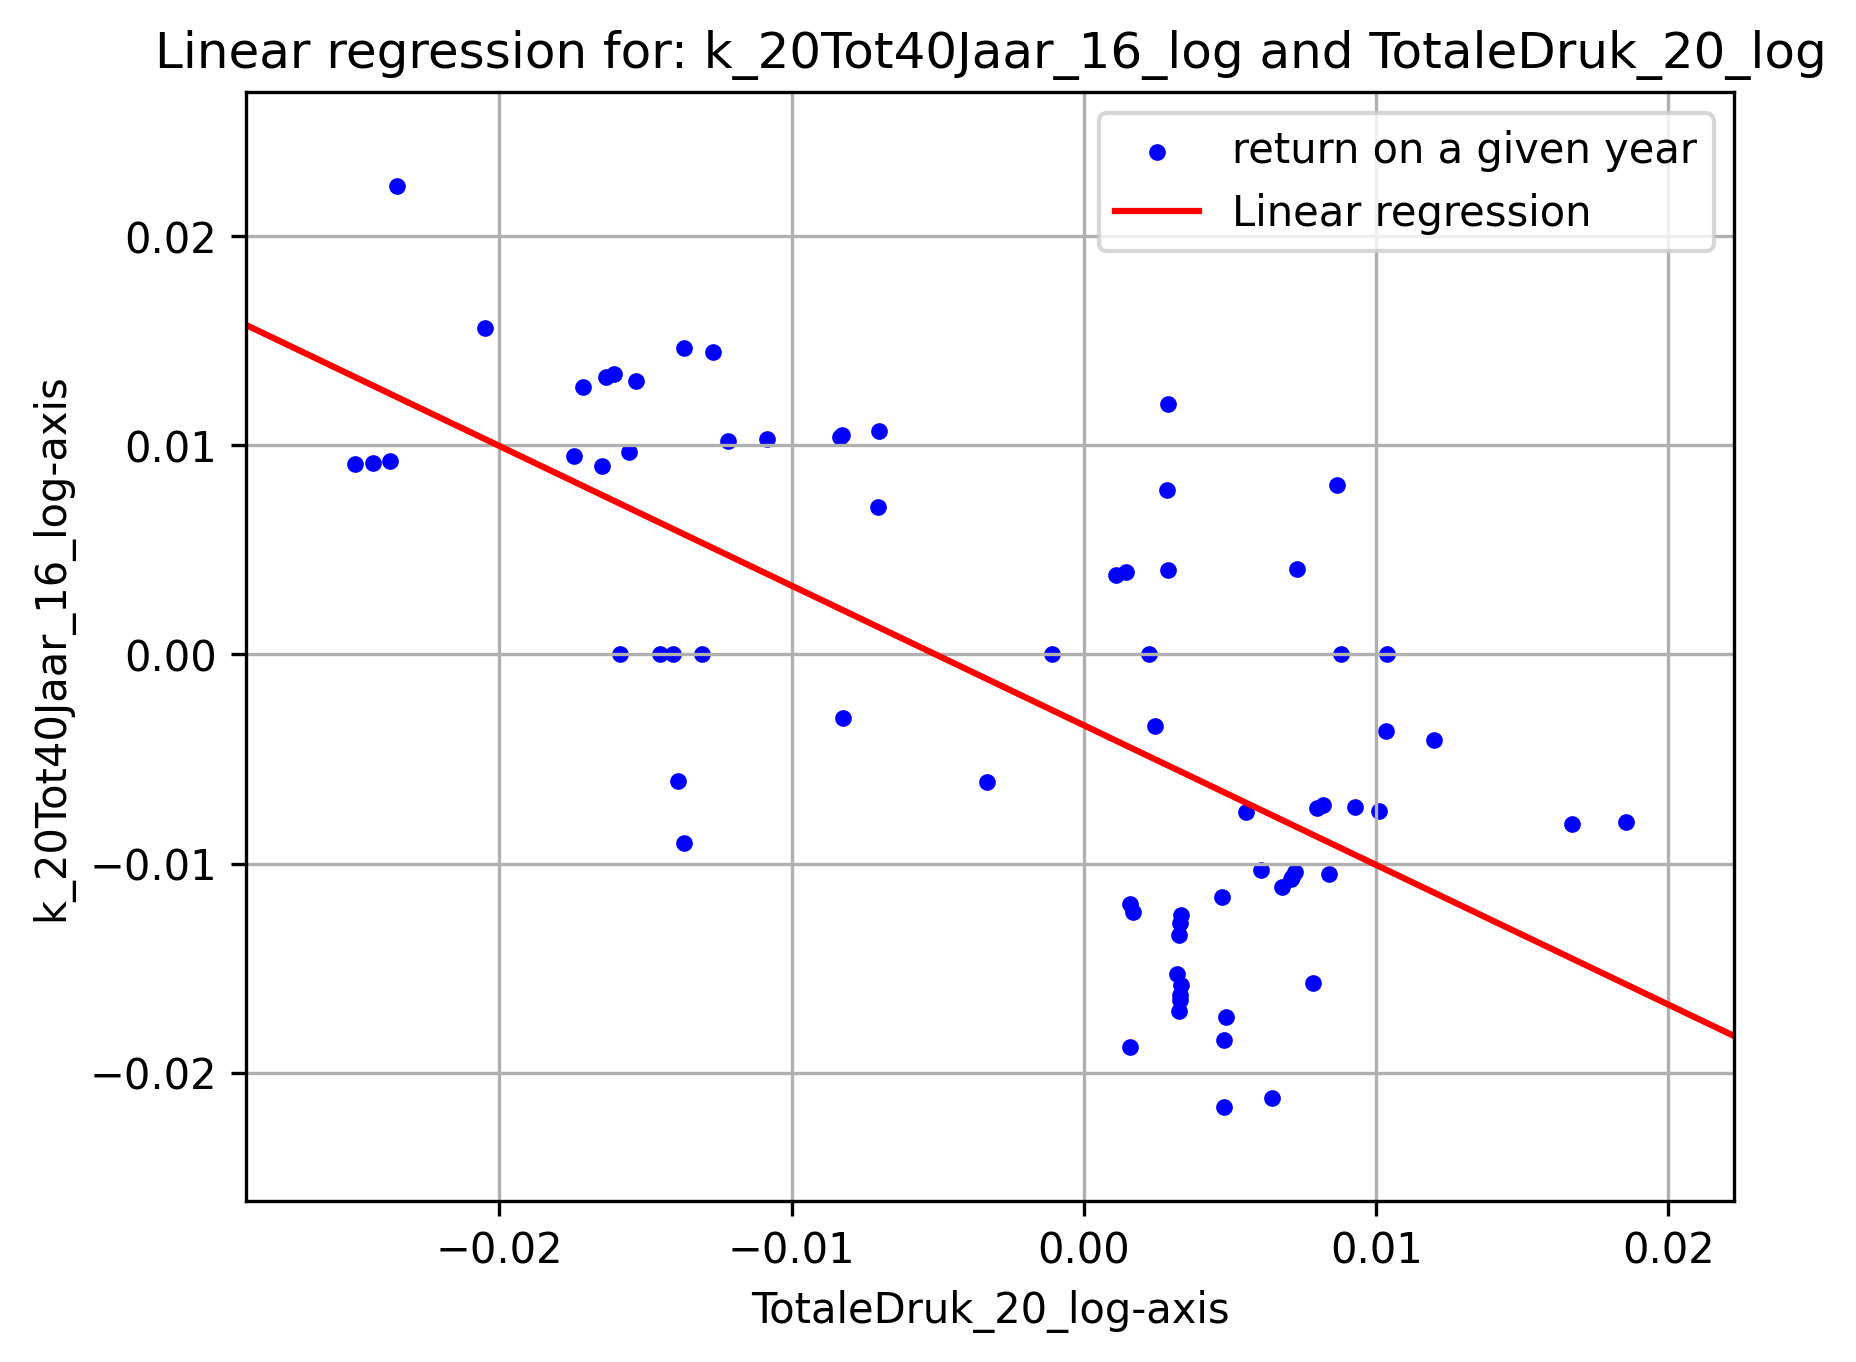 Linear regression for: k_20Tot40Jaar_16_log and TotaleDruk_20_log
return on a given year
Linear regression
k_20Tot40Jaar_16_log-axis
0.02
0.01
0.00
−0.01
−0.02
−0.02 −0.01 0.00 0.01 0.02
TotaleDruk_20_log-axis